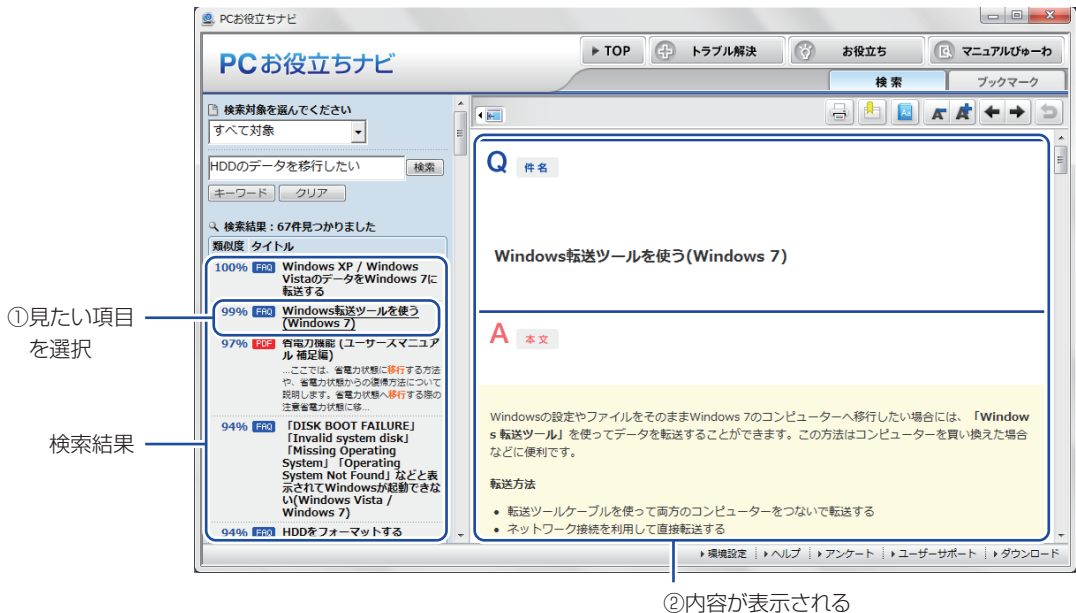 PCお役立ちナビ
PCお役立ちナビ
TOP
トラブル解決
お役立ち
マニュアルびゅーわ
検索
ブックマーク
検索対象を選んでください
すべて対象
HDDのデータを移行したい
検索
キーワード
クリア
検索結果：67件見つかりました
類似度 タイトル
100% FAQ Windows XP / Windows
VistaのデータをWindows 7に
転送する
99% FAQ Windows転送ツールを使う
(Windows 7)
97% PDF 省電力機能 (ユーザーズマニュア
ル 補足編)
…ここでは、省電力状態に移行する方法
や、省電力状態からの復帰方法について
説明します。省電力状態へ移行する際の
注意省電力状態に移...
94% FAQ 「DISK BOOT FAILURE」
「Invalid system disk」
「Missing Operating
System」「Operating
System Not Found」などと表
示されてWindowsが起動できな
い(Windows Vista /
Windows 7)
94% FAQ HDDをフォーマットする
Q 件名
Windows転送ツールを使う(Windows 7)
A 本文
Windowsの設定やファイルをそのままWindows 7のコンピューターへ移行したい場合には、「Window
s 転送ツール」を使ってデータを転送することができます。この方法はコンピューターを買い換えた場合
などに便利です。
転送方法
• 転送ツールケーブルを使って両方のコンピューターをつないで転送する
• ネットワーク接続を利用して直接転送する
環境設定
ヘルプ
アンケート
ユーザーサポート
ダウンロード
①見たい項目
を選択
検索結果
②内容が表示される